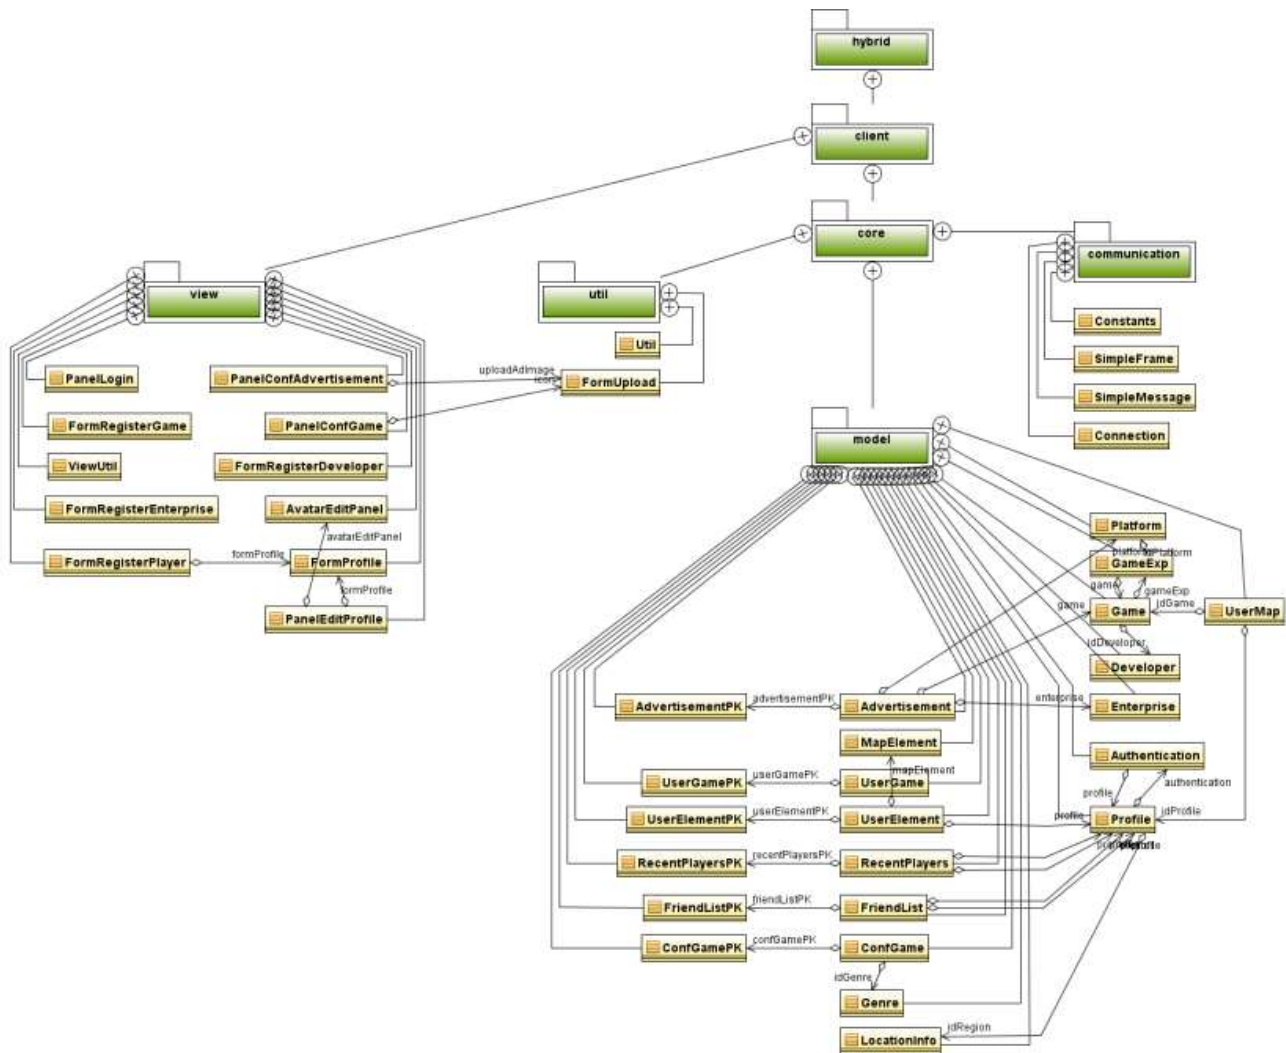 hybrid
client
core
communication
view
util
Constants
Util
SimpleFrame
PanelLogin
PanelConfAdvertisement
uploadAdImage
icon
FormUpload
SimpleMessage
FormRegisterGame
PanelConfGame
Connection
model
ViewUtil
FormRegisterDeveloper
FormRegisterEnterprise
AvatarEditPanel
Platform
avatarEditPanel
FormRegisterPlayer
formProfile
FormProfile
GameExp
game
gameExp
formProfile
PanelEditProfile
game
Game
idGame
UserMap
idDeveloper
Developer
AdvertisementPK
advertisementPK
Advertisement
enterprise
Enterprise
MapElement
Authentication
mapElement
UserGamePK
userGamePK
UserGame
authentication
profile
UserElementPK
userElementPK
UserElement
profile
Profile
idProfile
RecentPlayersPK
recentPlayersPK
RecentPlayers
FriendListPK
friendListPK
FriendList
ConfGamePK
confGamePK
ConfGame
idGenre
Genre
idRegion
LocationInfo